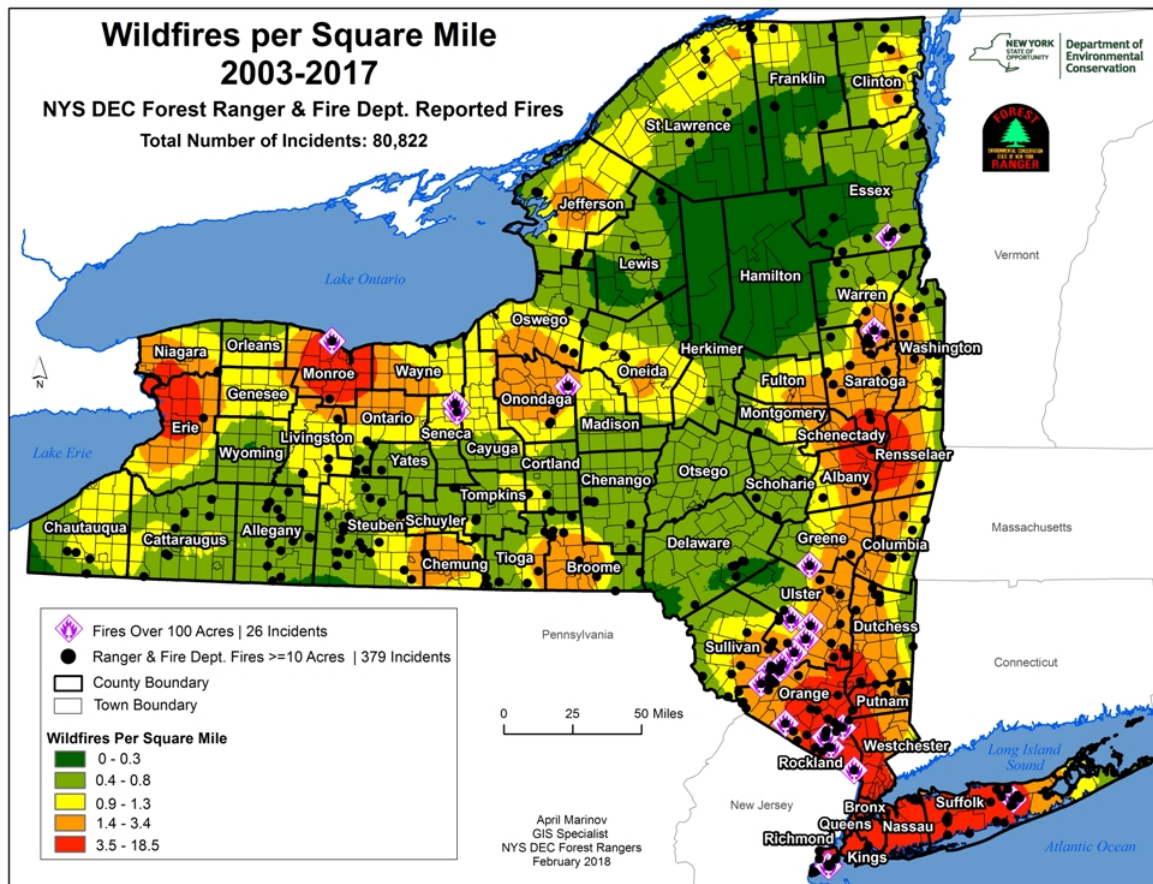 Wildfires per Square Mile
2003-2017
NYS DEC Forest Ranger & Fire Dept. Reported Fires
Total Number of Incidents: 80,822
NEW YORK
STATE OF
OPPORTUNITY
Department of
Environmental
Conservation
FOREST
ENVIRONMENTAL CONSERVATION
STATE OF NEW YORK
RANGER
Franklin
Clinton
St Lawrence
Essex
Jefferson
Lewis
Hamilton
Vermont
Lake Ontario
Warren
Oswego
Herkimer
Washington
Niagara
Orleans
Monroe
Wayne
Oneida
Fulton
Saratoga
Genesee
Onondaga
Montgomery
Erie
Ontario
Seneca
Madison
Schenectady
Livingston
Cayuga
Rensselaer
Lake Erie
Wyoming
Yates
Cortland
Otsego
Albany
Chenango
Schoharie
Tompkins
Chautauqua
Cattaraugus
Allegany
Steuben
Schuyler
Massachusetts
Delaware
Greene
Columbia
Chemung
Tioga
Broome
Ulster
N
Fires Over 100 Acres | 26 Incidents
Ranger & Fire Dept. Fires >=10 Acres | 379 Incidents
County Boundary
Town Boundary
Wildfires Per Square Mile
0 - 0.3
0.4 - 0.8
0.9 - 1.3
1.4 - 3.4
3.5 - 18.5
Pennsylvania
Dutchess
Sullivan
Connecticut
Orange
Putnam
0 25 50 Miles
Westchester
Long Island
Sound
Rockland
New Jersey
Bronx
Suffolk
Queens
Nassau
Richmond
Kings
Atlantic Ocean
April Marinov
GIS Specialist
NYS DEC Forest Rangers
February 2018